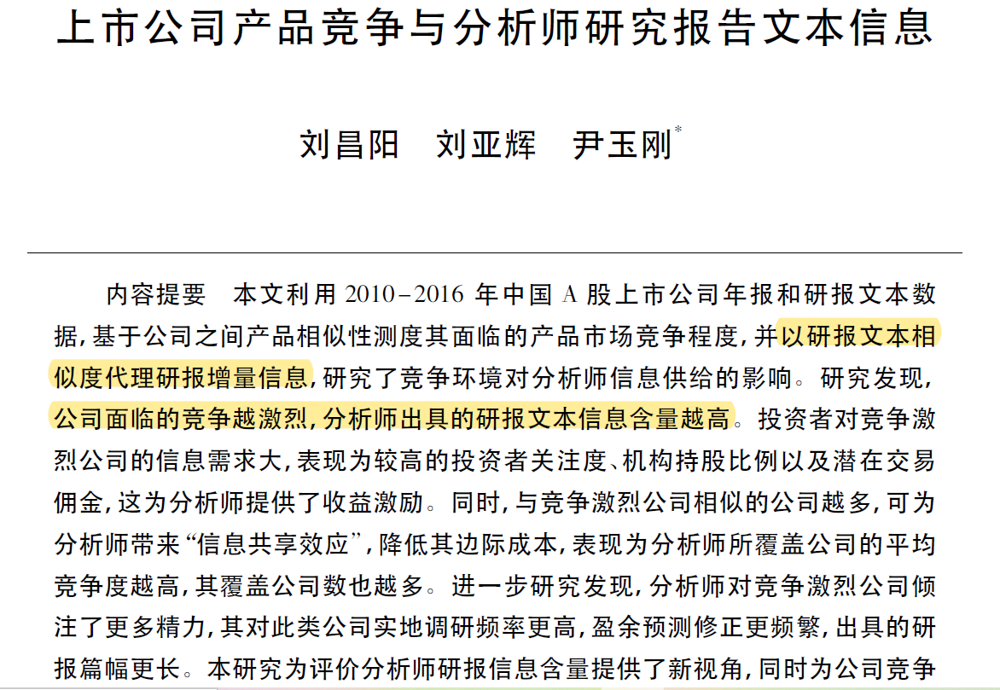 上市公司产品竞争与分析师研究报告文本信息
刘昌阳 刘亚辉 尹玉刚*
内容提要 本文利用 2010-2016 年中国 A 股上市公司年报和研报文本数
据,基于公司之间产品相似性测度其面临的产品市场竞争程度,并以研报文本相
似度代理研报增量信息,研究了竞争环境对分析师信息供给的影响。研究发现,
公司面临的竞争越激烈,分析师出具的研报文本信息含量越高。投资者对竞争激
烈公司的信息需求大,表现为较高的投资者关注度、机构持股比例以及潜在交易
佣金,这为分析师提供了收益激励。同时,与竞争激烈公司相似的公司越多,可为
分析师带来“信息共享效应”,降低其边际成本,表现为分析师所覆盖公司的平均
竞争度越高,其覆盖公司数也越多。进一步研究发现,分析师对竞争激烈公司倾
注了更多精力,其对此类公司实地调研频率更高,盈余预测修正更频繁,出具的研
报篇幅更长。本研究为评价分析师研报信息含量提供了新视角,同时为公司竞争